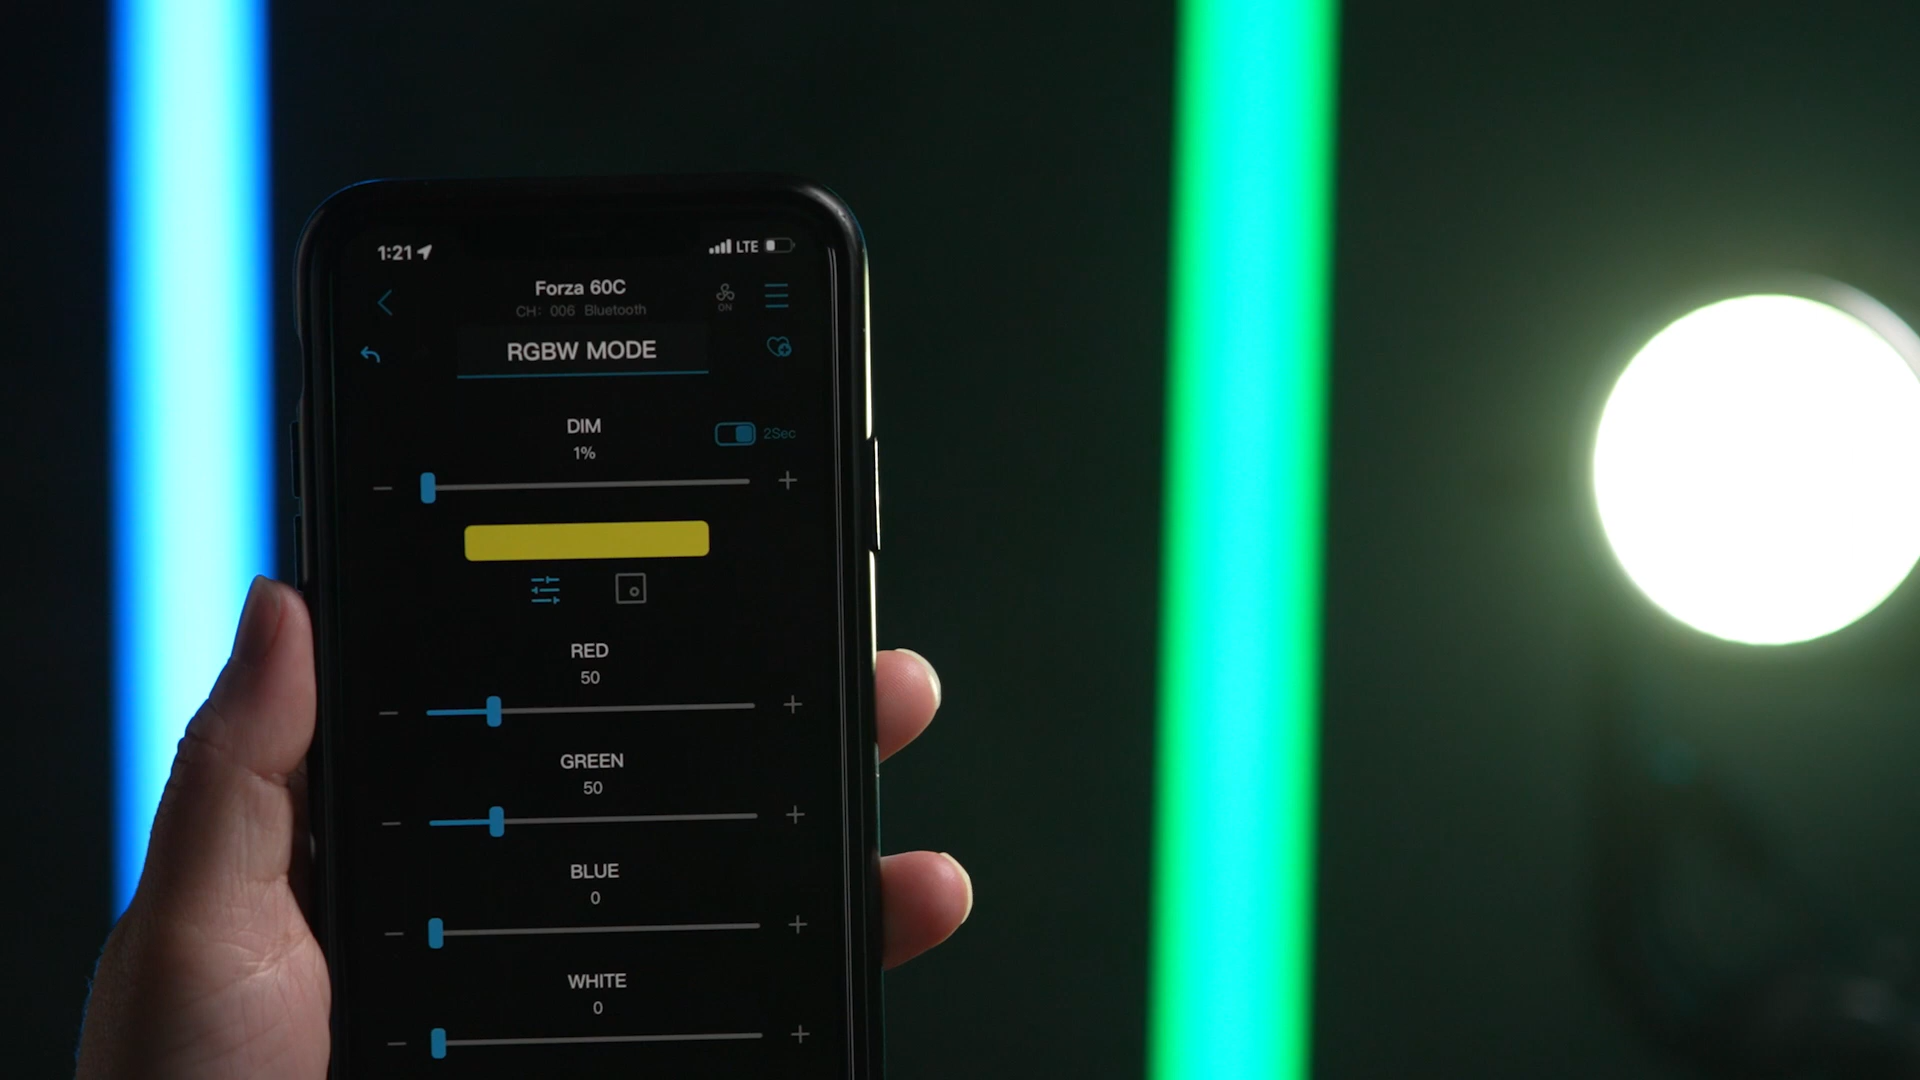 1:21 LTE
Forza 60C
CH: 006 Bluetooth
ON
RGBW MODE
DIM
2Sec
1%
RED
50
GREEN
50
BLUE
0
WHITE
0